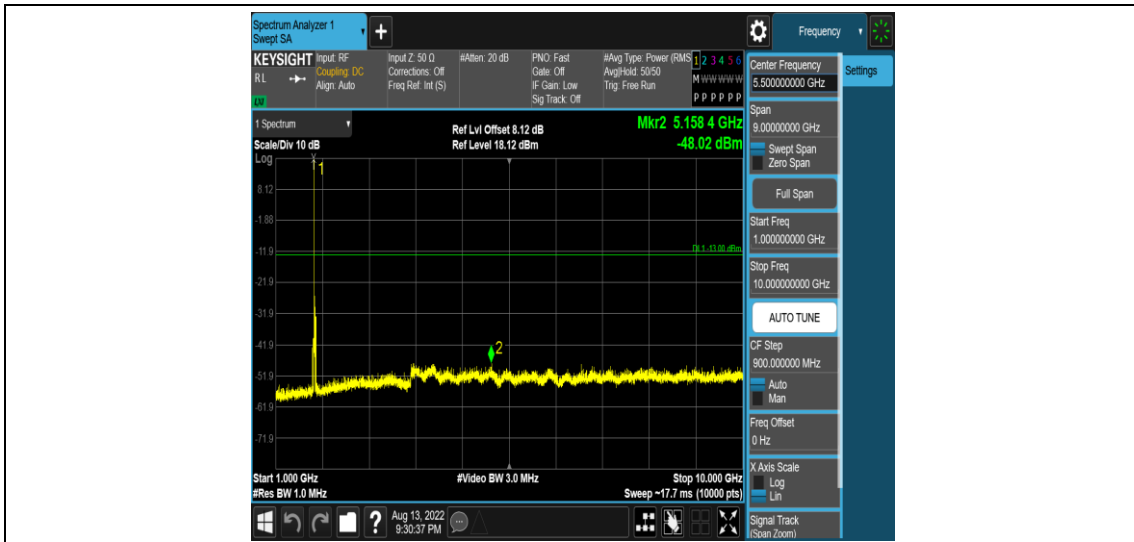 Spectrum Analyzer 1
Swept SA
+
Frequency
KEYSIGHT
RL
LXI
Input: RF
Coupling: DC
Align: Auto
Input Z: 50 Ω
Corrections: Off
Freq Ref: Int (S)
#Atten: 20 dB
PNO: Fast
Gate: Off
IF Gain: Low
Sig Track: Off
#Avg Type: Power (RMS
Avg|Hold: 50/50
Trig: Free Run
1 2 3 4 5 6
M W W W W W
P P P P P P
1 Spectrum
Scale/Div 10 dB
Log
Ref Lvl Offset 8.12 dB
Ref Level 18.12 dBm
Mkr2 5.158 4 GHz
-48.02 dBm
1
8.12
-1.88
-11.9
DL1 -13.00 dBm
-21.9
-31.9
-41.9
2
-51.9
-61.9
-71.9
Start 1.000 GHz
#Res BW 1.0 MHz
#Video BW 3.0 MHz
Stop 10.000 GHz
Sweep ~17.7 ms (10000 pts)
?
Aug 13, 2022
9:30:37 PM
Center Frequency
5.500000000 GHz
Settings
Span
9.00000000 GHz
Swept Span
Zero Span
Full Span
Start Freq
1.000000000 GHz
Stop Freq
10.000000000 GHz
AUTO TUNE
CF Step
900.000000 MHz
Auto
Man
Freq Offset
0 Hz
X Axis Scale
Log
Lin
Signal Track
(Span Zoom)